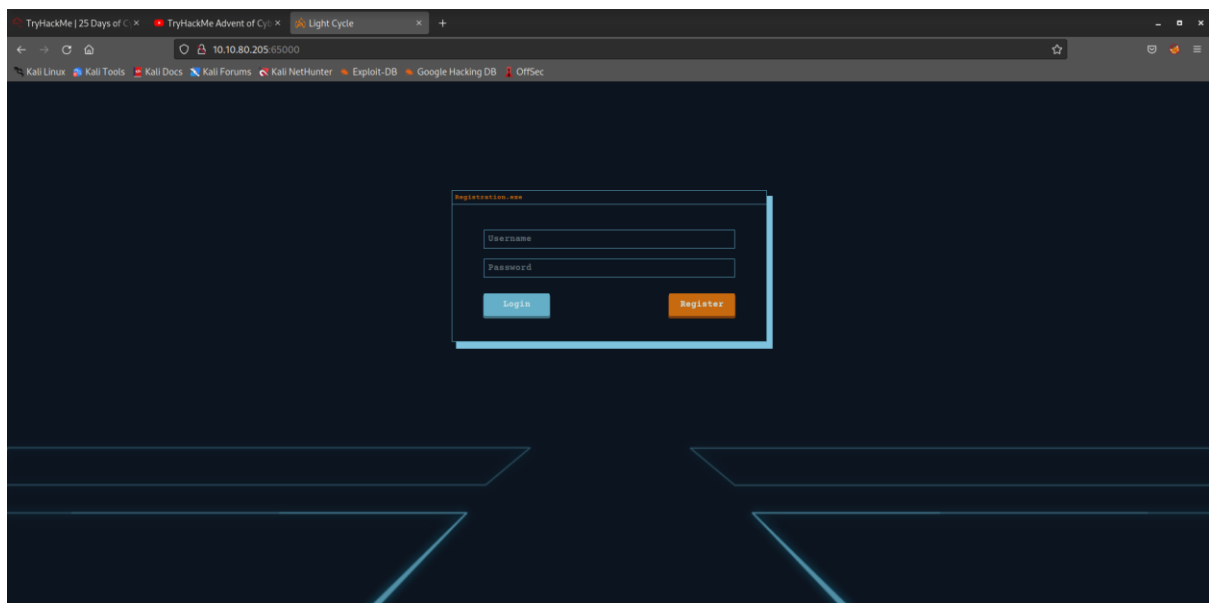 TryHackMe | 25 Days of Cy
TryHackMe Advent of Cyb
Light Cycle
10.10.80.205:65000
Kali Linux Kali Tools Kali Docs Kali Forums Kali NetHunter Exploit-DB Google Hacking DB OffSec
Registration.exe
Username
Password
Login Register